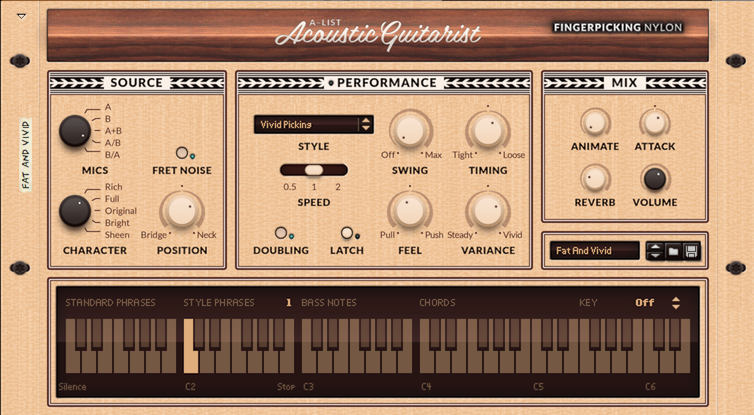 A-LIST
Acoustic Guitarist
FINGERPICKING NYLON
FAT AND VIVID
SOURCE
A
B
A+B
A/B
B/A
MICS
FRET NOISE
Rich
Full
Original
Bright
Sheen
CHARACTER
Bridge
Neck
POSITION
PERFORMANCE
Vivid Picking
STYLE
0.5 1 2
SPEED
DOUBLING
LATCH
Off
Max
SWING
Tight
Loose
TIMING
Pull
Push
FEEL
Steady
Vivid
VARIANCE
MIX
ANIMATE
ATTACK
REVERB
VOLUME
Fat And Vivid
STANDARD PHRASES
STYLE PHRASES
1
BASS NOTES
CHORDS
KEY
Off
Silence
C2
Stop
C3
C4
C5
C6